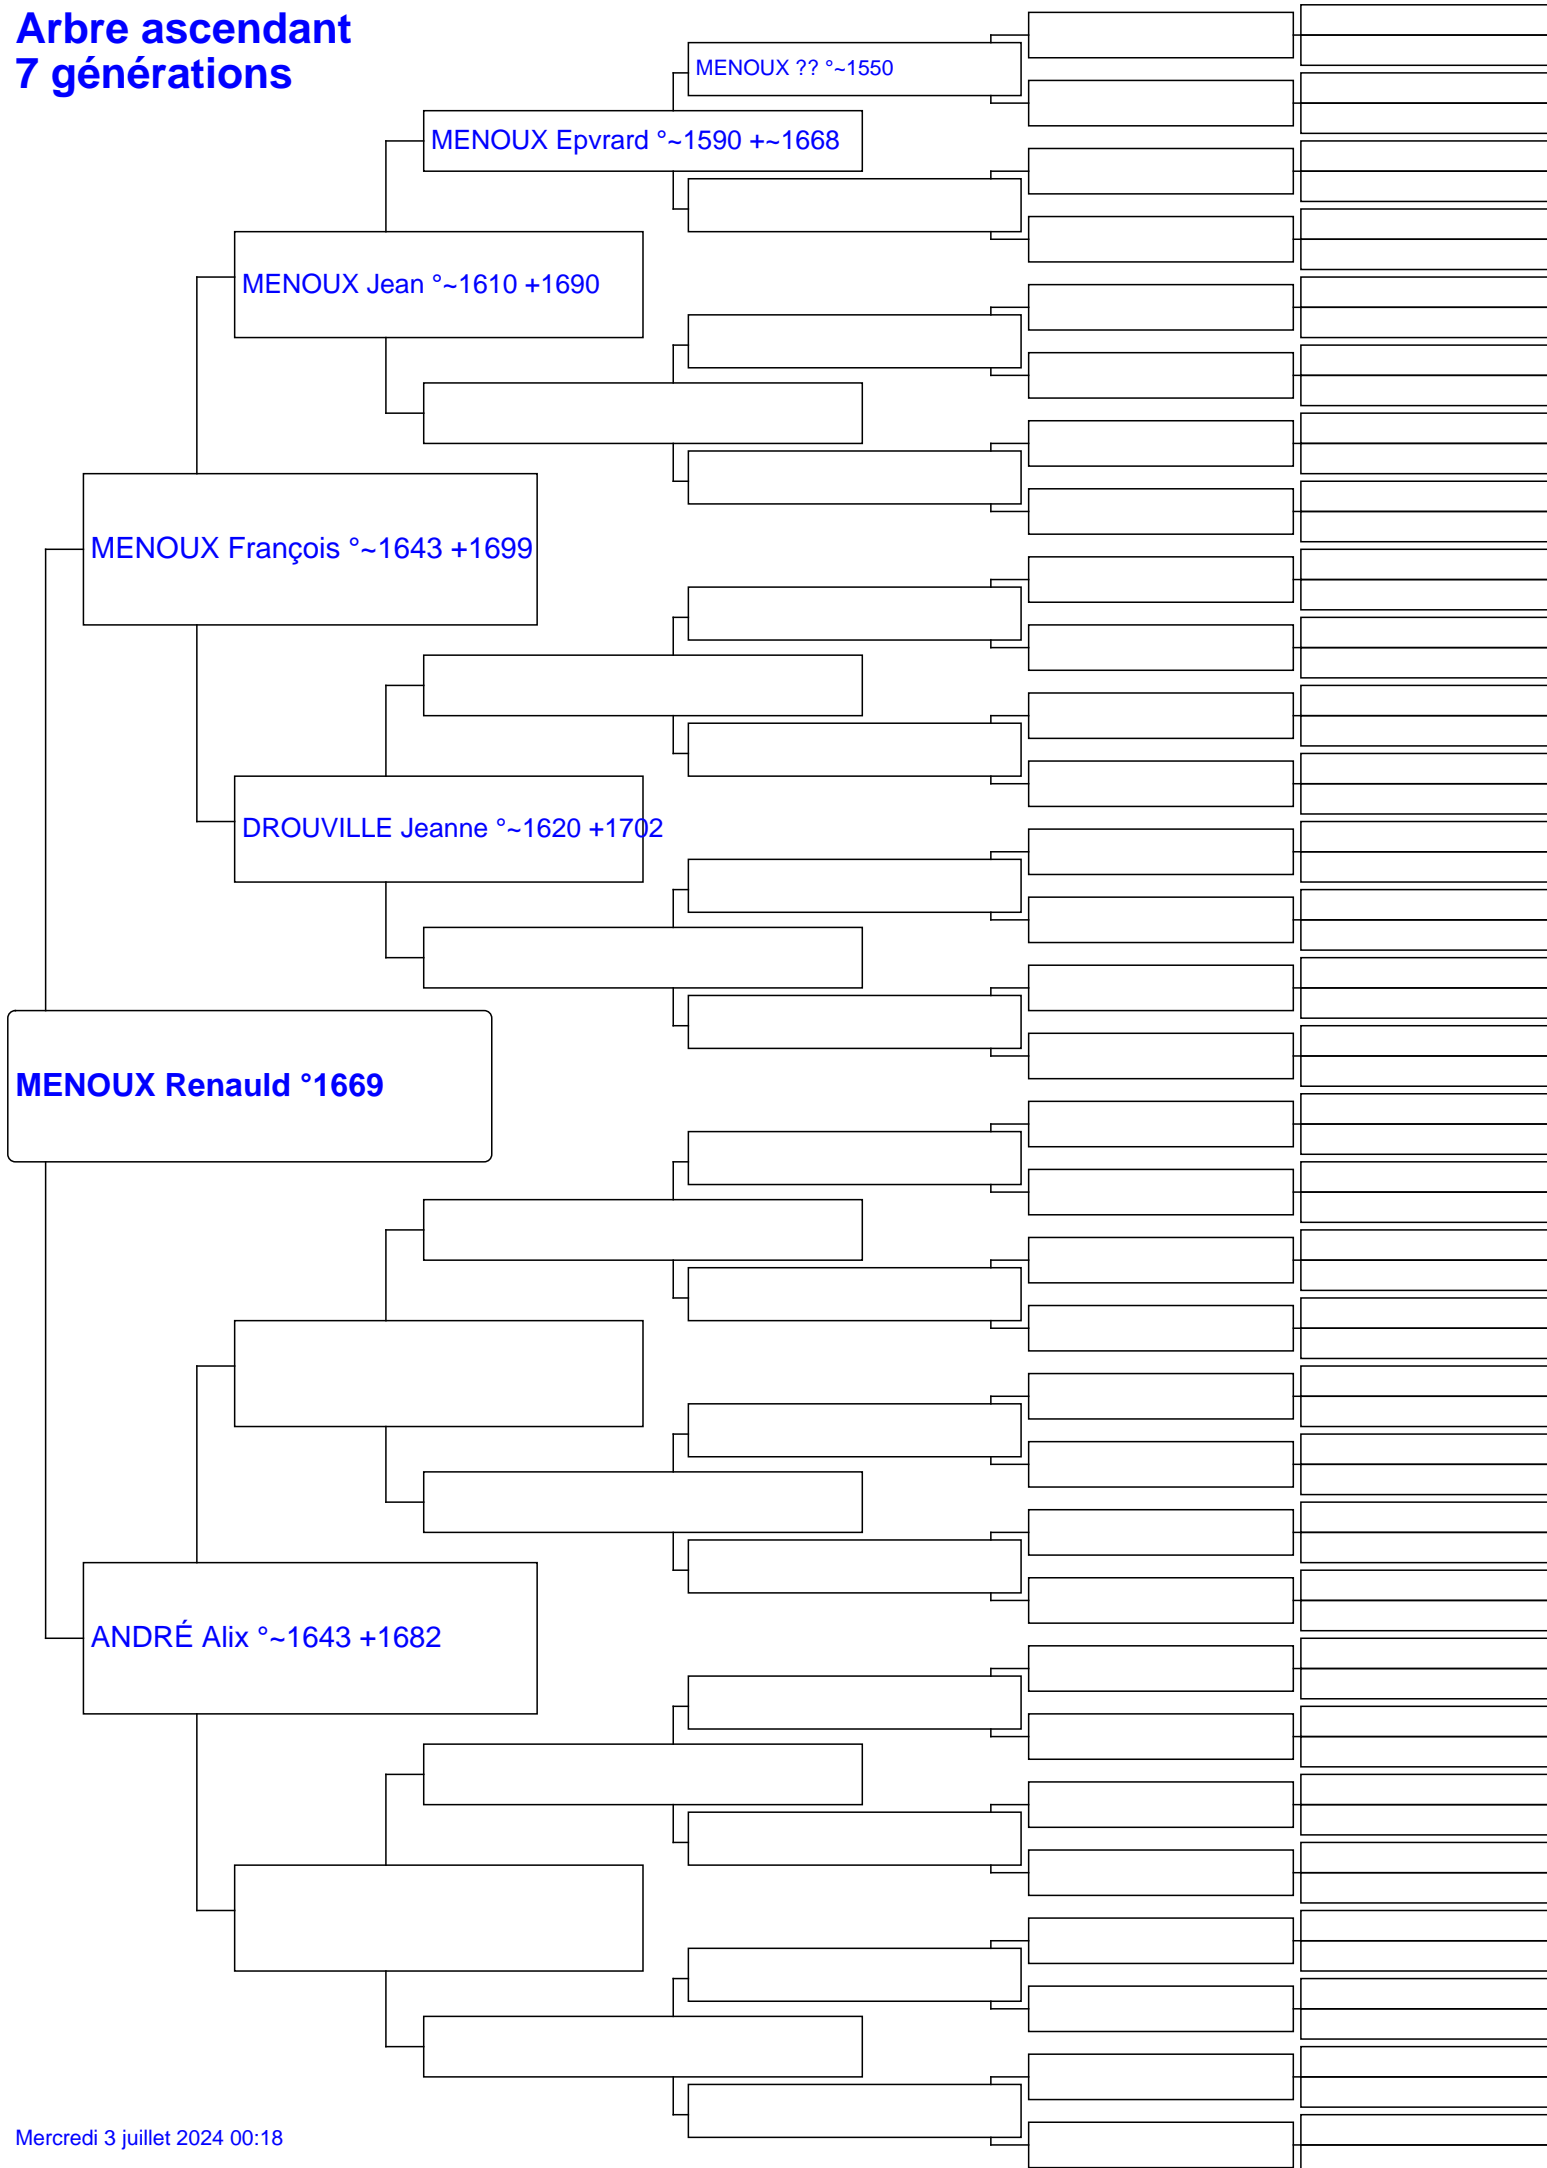 Arbre ascendant
7 générations
MENOUX ?? °~1550
MENOUX Epvrard °~1590 +~1668
MENOUX Jean °~1610 +1690
MENOUX François °~1643 +1699
DROUVILLE Jeanne °~1620 +1702
MENOUX Renauld °1669
ANDRÉ Alix °~1643 +1682
Mercredi 3 juillet 2024 00:18